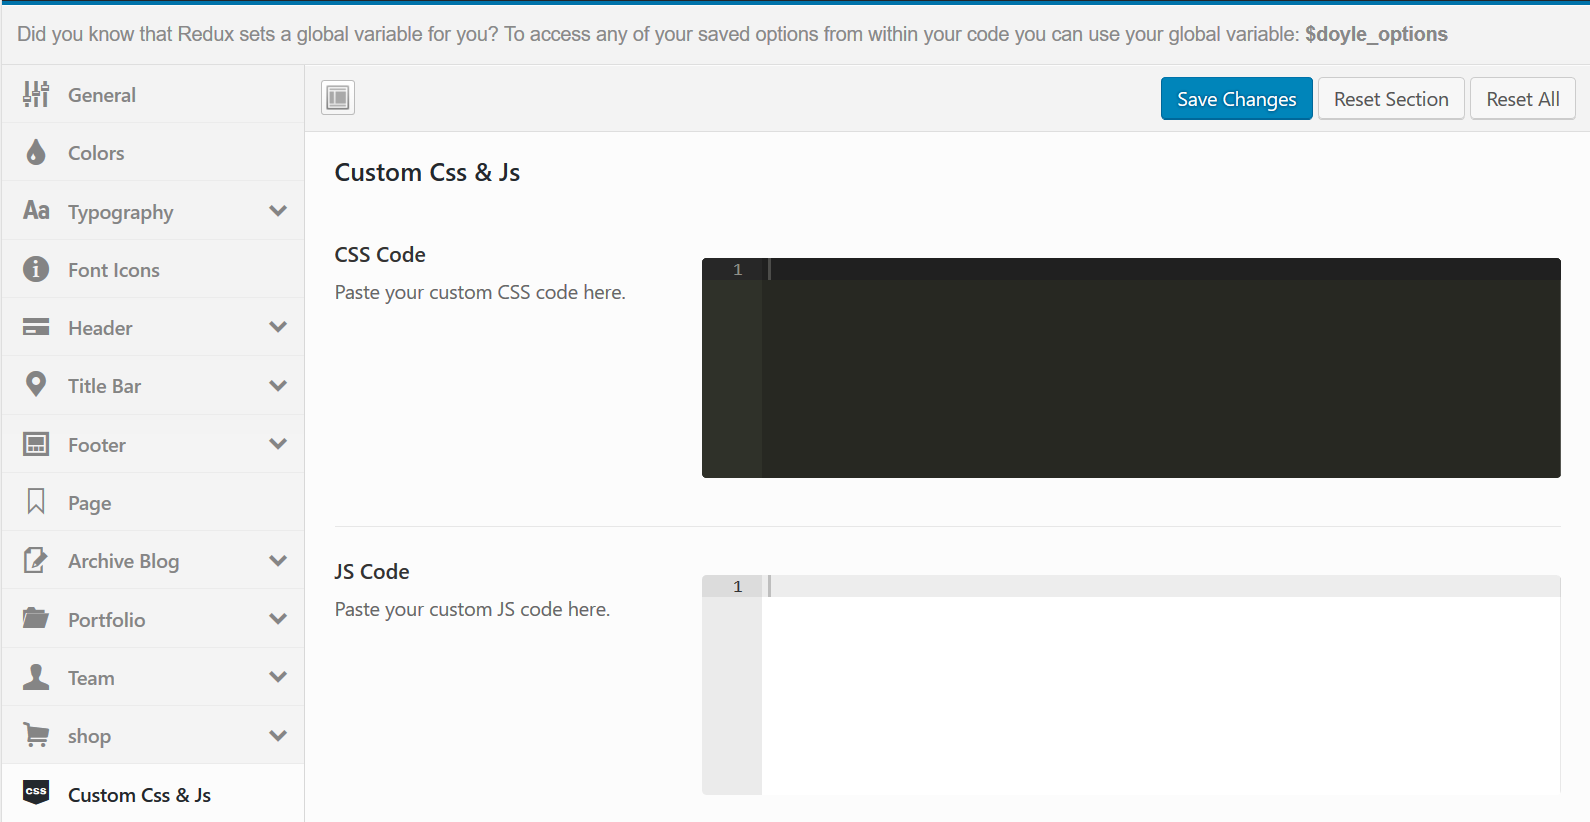 Did you know that Redux sets a global variable for you? To access any of your saved options from within your code you can use your global variable: $doyle_options
General
Colors
Aa Typography
Font Icons
Header
Title Bar
Footer
Page
Archive Blog
Portfolio
Team
shop
css Custom Css & Js
Save Changes Reset Section Reset All
Custom Css & Js
CSS Code
Paste your custom CSS code here.
1
JS Code
Paste your custom JS code here.
1